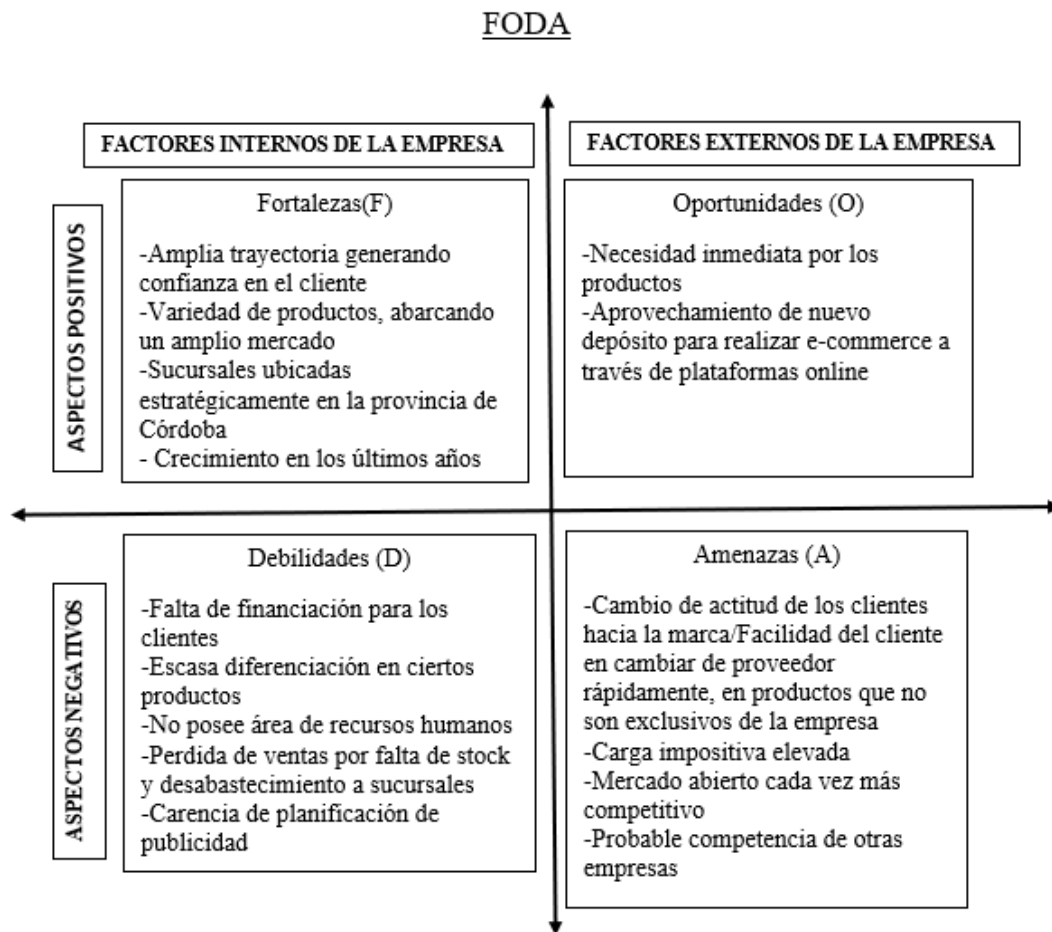 FODA
FACTORES INTERNOS DE LA EMPRESA
FACTORES EXTERNOS DE LA EMPRESA
ASPECTOS POSITIVOS
Fortalezas(F)
-Amplia trayectoria generando
confianza en el cliente
-Variedad de productos, abarcando
un amplio mercado
-Sucursales ubicadas
estratégicamente en la provincia de
Córdoba
- Crecimiento en los últimos años
Oportunidades (O)
-Necesidad inmediata por los
productos
-Aprovechamiento de nuevo
depósito para realizar e-commerce a
través de plataformas online
ASPECTOS NEGATIVOS
Debilidades (D)
-Falta de financiación para los
clientes
-Escasa diferenciación en ciertos
productos
-No posee área de recursos humanos
-Perdida de ventas por falta de stock
y desabastecimiento a sucursales
-Carencia de planificación de
publicidad
Amenazas (A)
-Cambio de actitud de los clientes
hacia la marca/Facilidad del cliente
en cambiar de proveedor
rápidamente, en productos que no
son exclusivos de la empresa
-Carga impositiva elevada
-Mercado abierto cada vez más
competitivo
-Probable competencia de otras
empresas